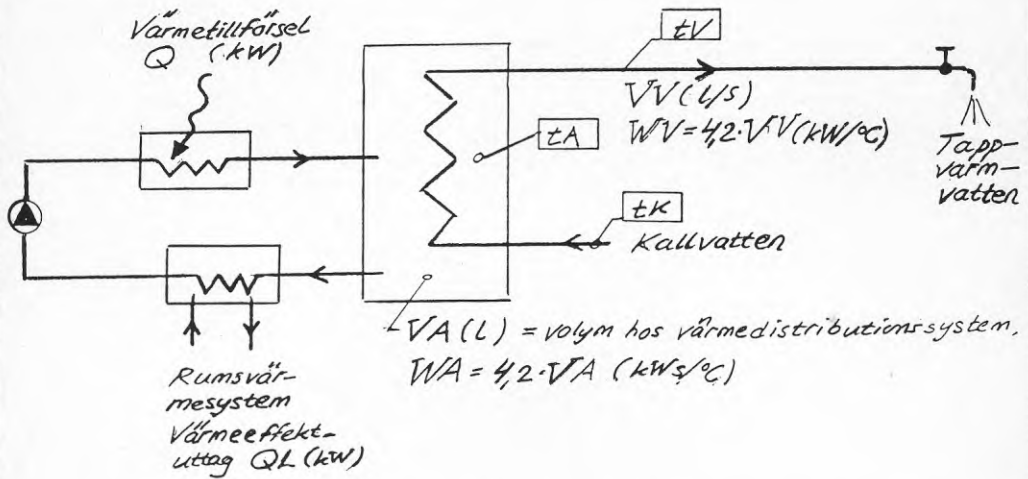 Värmetillförsel
Q (kW)
tV
VV (l/s)
WV = 4,2·VV (kW/°C)
tA
Tapp-
varm-
vatten
tK
Kallvatten
VA (L) = volym hos värmedistributionssystem.
WA = 4,2·VA (kWs/°C)
Rumsvär-
mesystem
Värmeeffekt-
uttag QL (kW)